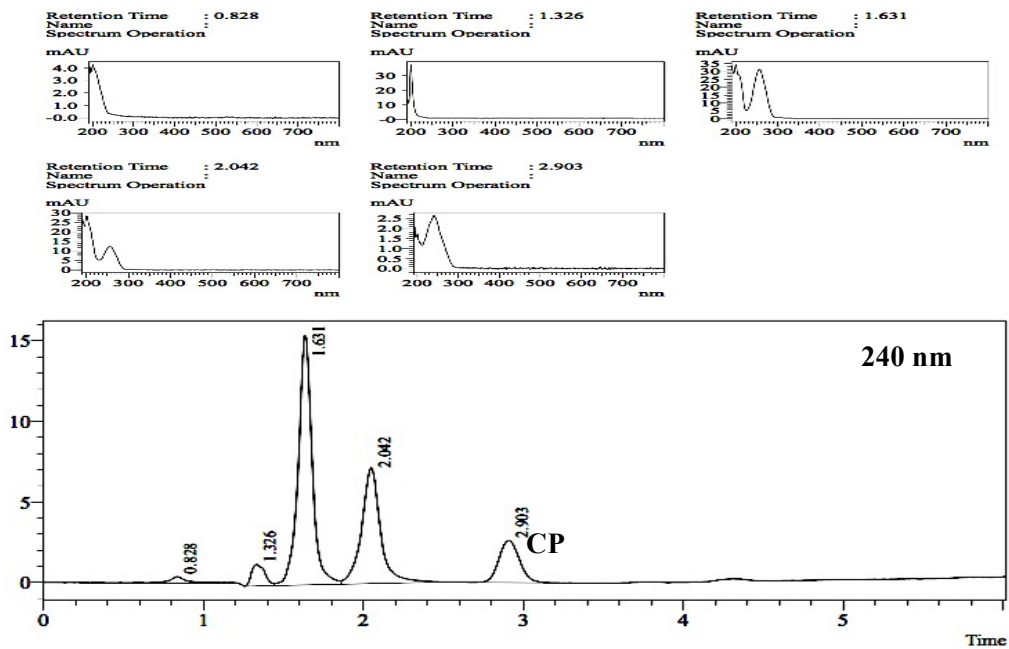 Retention Time : 0.828
Name :
Spectrum Operation
mAU
4.0
3.0
2.0
1.0
-0.0
200 300 400 500 600 700
nm
Retention Time : 1.326
Name :
Spectrum Operation
mAU
30
20
10
-0
200 300 400 500 600 700
nm
Retention Time : 1.631
Name :
Spectrum Operation
mAU
35
30
25
20
15
10
5
0
200 300 400 500 600 700
nm
Retention Time : 2.042
Name :
Spectrum Operation
mAU
30
25
20
15
10
5
0
200 300 400 500 600 700
nm
Retention Time : 2.903
Name :
Spectrum Operation
mAU
2.5
2.0
1.5
1.0
0.5
0.0
200 300 400 500 600 700
nm
240 nm
15
10
5
0
0.828
1.326
1.631
2.042
2.903
CP
0 1 2 3 4 5
Time